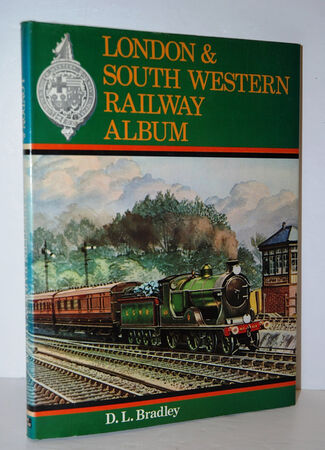 LONDON &
SOUTH WESTERN
RAILWAY
ALBUM
D. L. Bradley